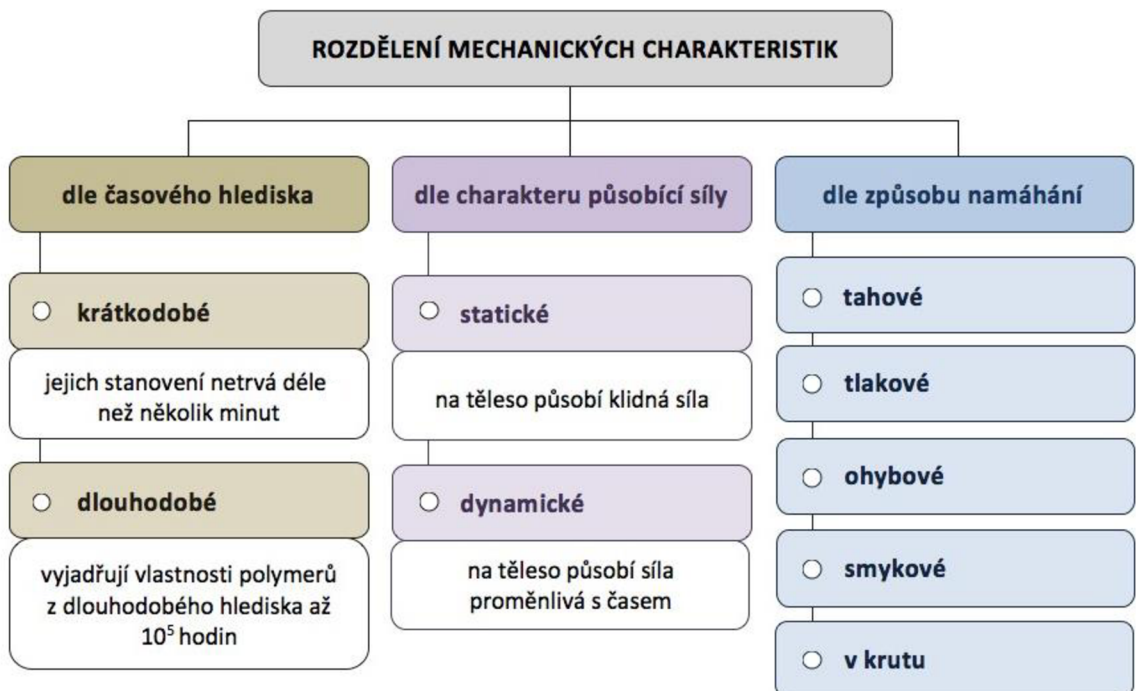 ROZDĚLENÍ MECHANICKÝCH CHARAKTERISTIK
dle časového hlediska
krátkodobé
jejich stanovení netrvá déle
než několik minut
dlouhodobé
vyjadřují vlastnosti polymerů
z dlouhodobého hlediska až
10⁵ hodin
dle charakteru působící síly
statické
na těleso působí klidná síla
dynamické
na těleso působí síla
proměnlivá s časem
dle způsobu namáhání
tahové
tlakové
ohybové
smykové
v krutu